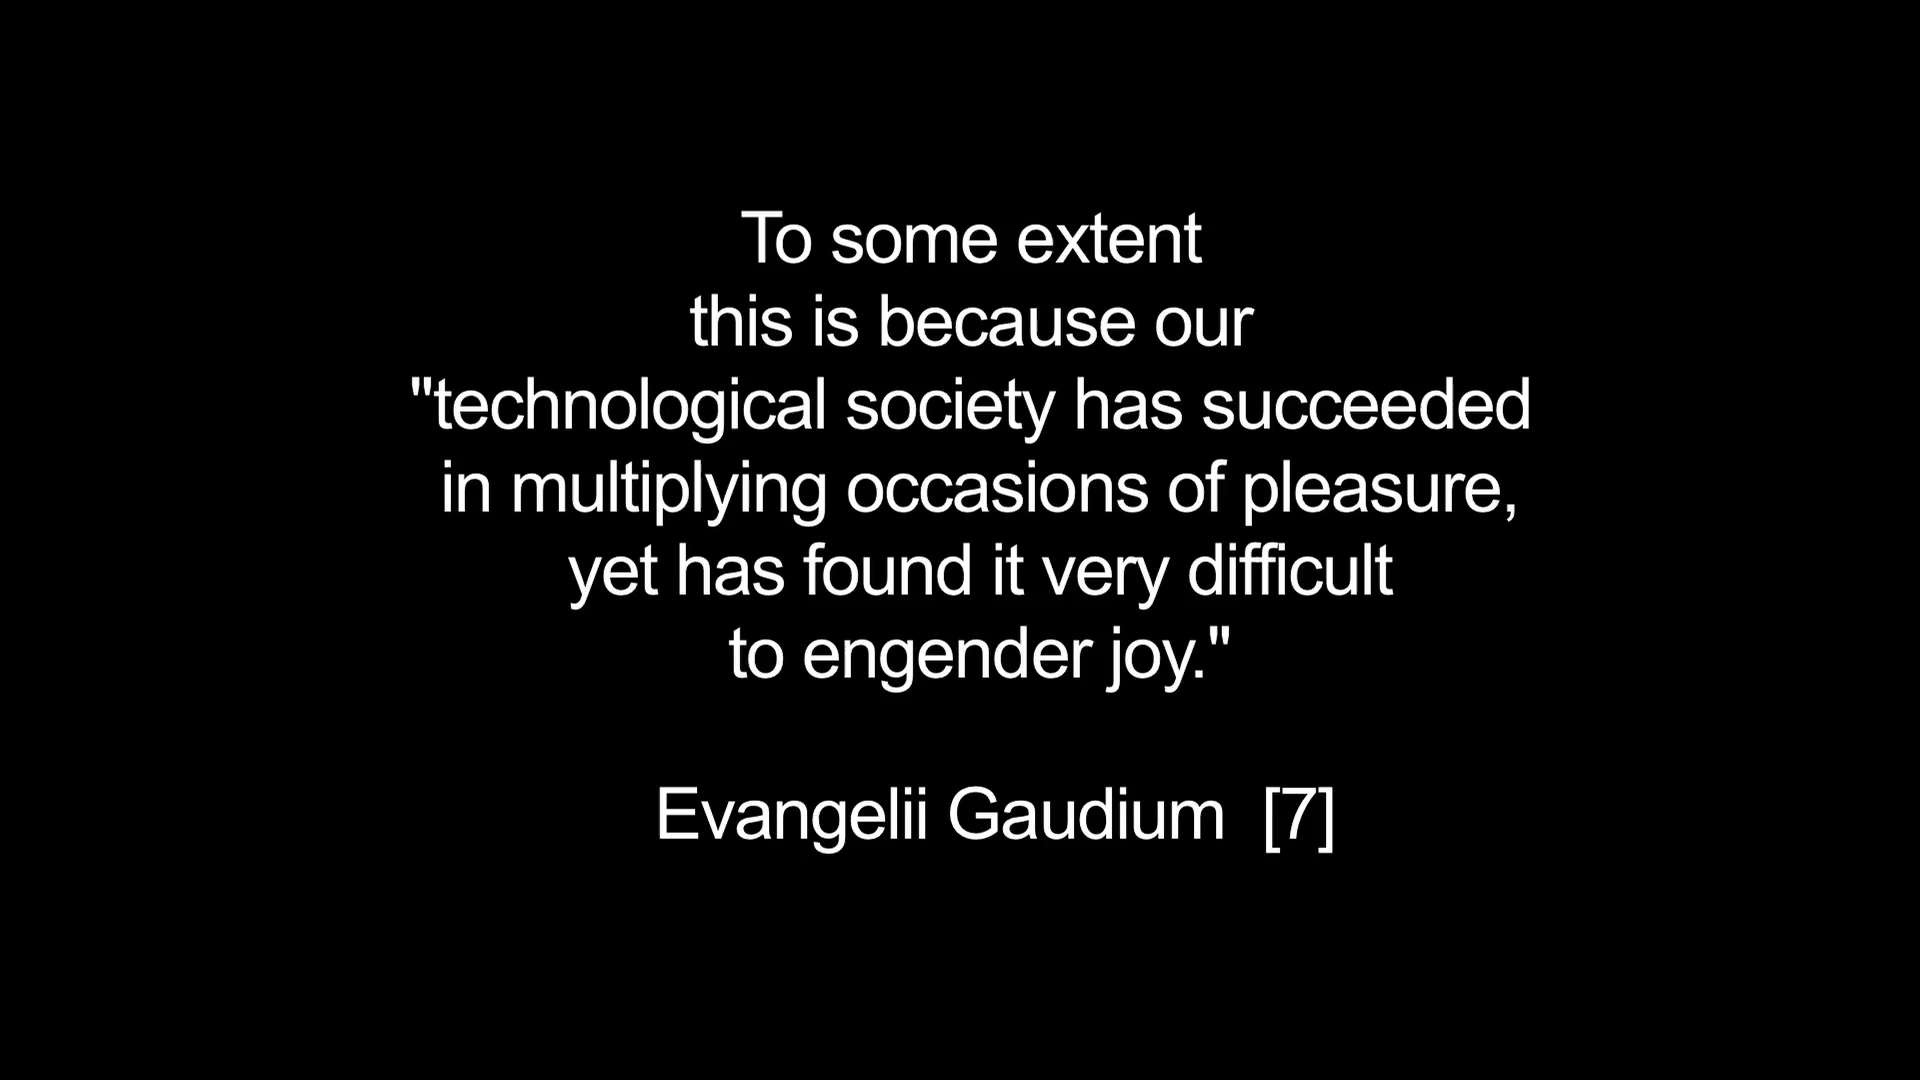 To some extent
this is because our
"technological society has succeeded
in multiplying occasions of pleasure,
yet has found it very difficult
to engender joy."
Evangelii Gaudium  [7]